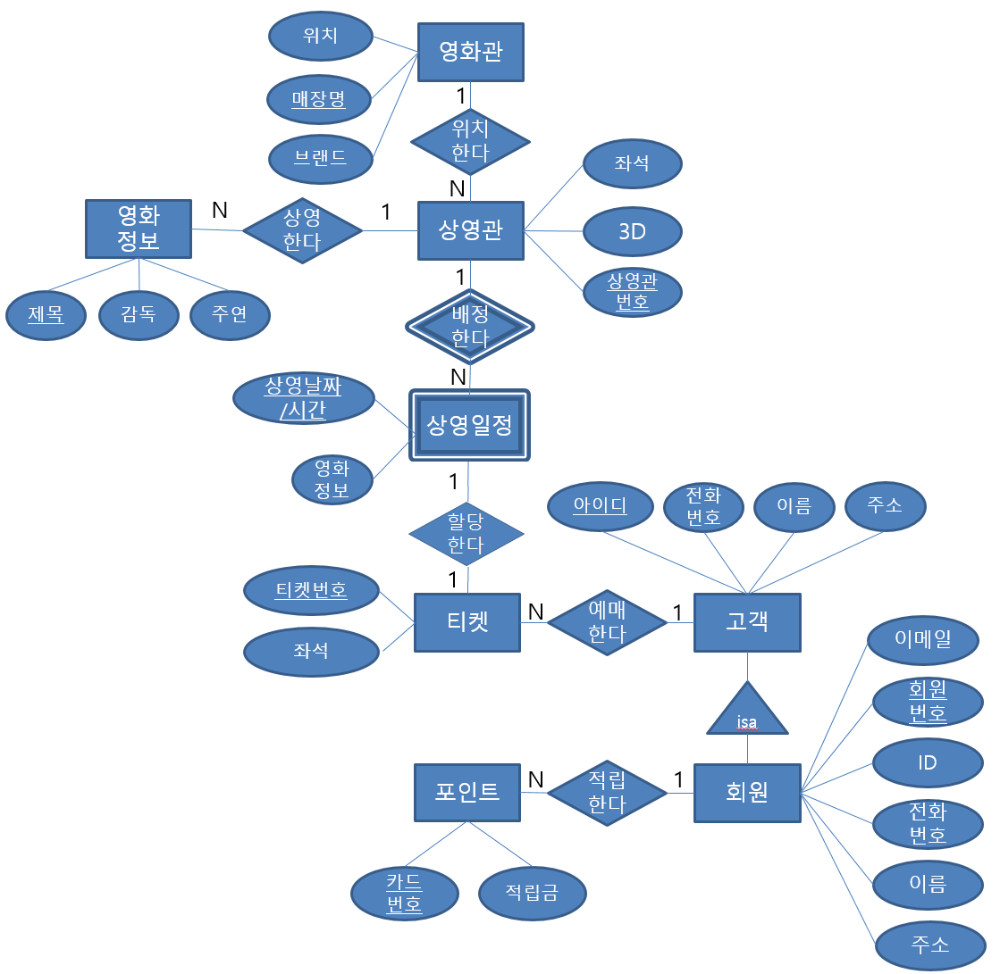 위치
영화관
매장명
1
위치
한다
브랜드
N
좌석
영화
정보
N
상영
한다
1
상영관
3D
상영관
번호
제목
감독
주연
1
배정
한다
N
상영날짜
/시간
상영일정
영화
정보
1
할당
한다
1
아이디
전화
번호
이름
주소
티켓번호
좌석
티켓
N
예매
한다
1
고객
이메일
회원
번호
isa
ID
포인트
N
적립
한다
1
회원
전화
번호
이름
주소
카드
번호
적립금